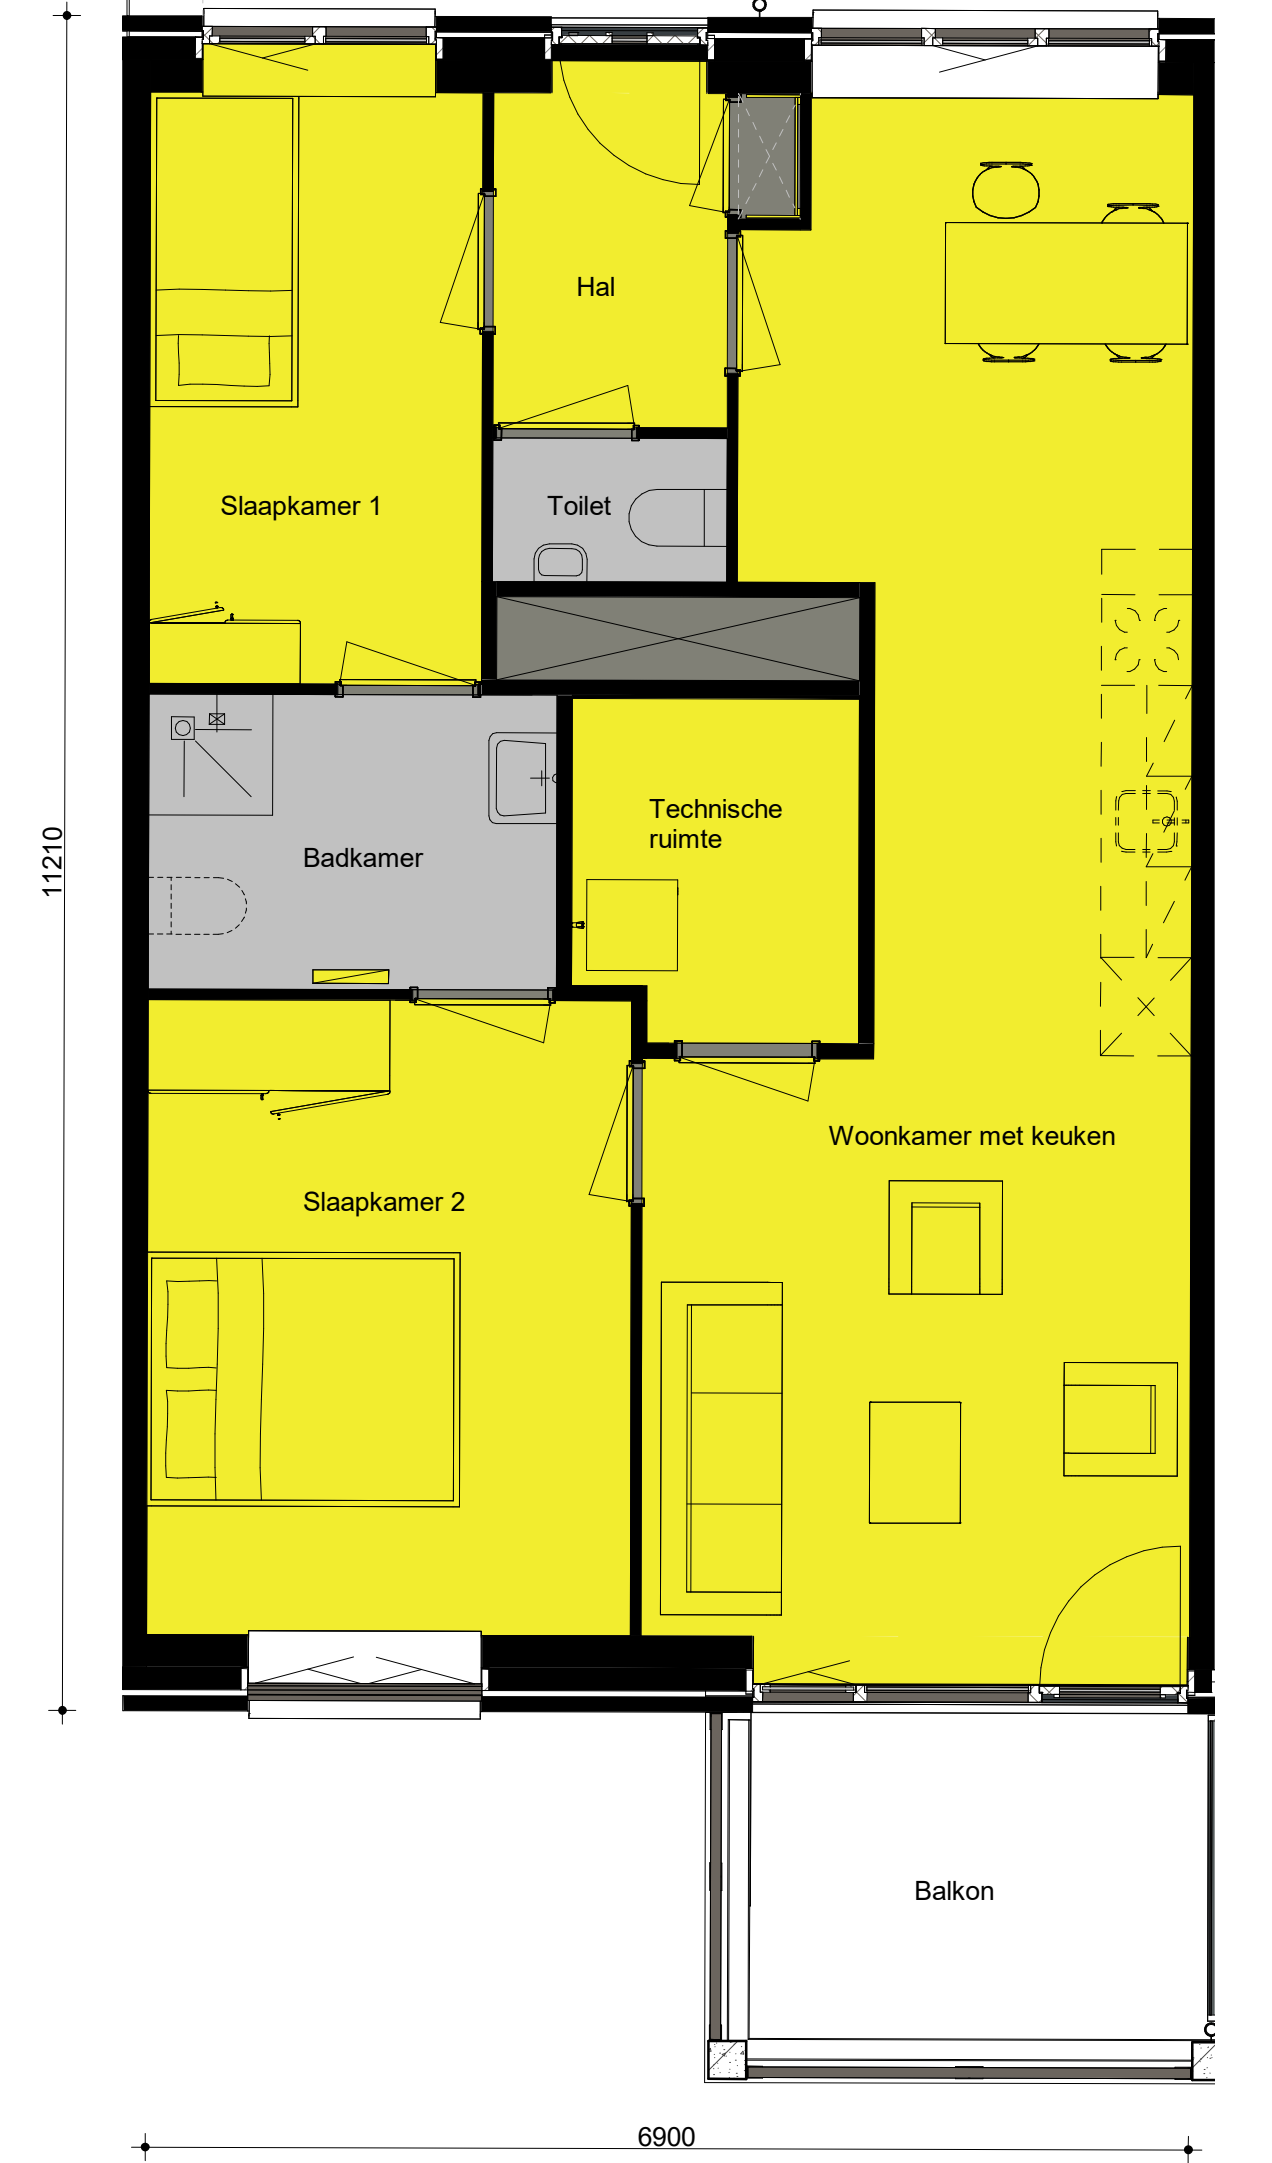 Hal
Slaapkamer 1
Toilet
Technische
ruimte
Badkamer
11210
Woonkamer met keuken
Slaapkamer 2
Balkon
6900